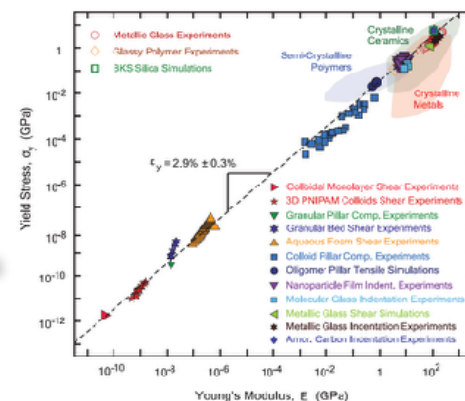 Metallic Glass Experiments
Glassy Polymer Experiments
BKS Silica Simulations
Crystalline
Ceramics
Semi-Crystalline
Polymers
Crystalline
Metals
1
10⁻²
10⁻⁴
10⁻⁶
10⁻⁸
10⁻¹⁰
10⁻¹²
Yield Stress, σy (GPa)
εy = 2.9% ± 0.3%
Colloidal Monolayer Shear Experiments
3D PNIPAM Colloids Shear Experiments
Granular Pillar Comp. Experiments
Granular Bed Shear Experiments
Aqueous Foam Shear Experiments
Colloid Pillar Comp. Experiments
Oligomer Pillar Tensile Simulations
Nanoparticle Film Indent. Experiments
Molecular Glass Indentation Experiments
Metallic Glass Shear Simulations
Metallic Glass Indentation Experiments
Amor. Carbon Indentation Experiments
10⁻¹⁰ 10⁻⁸ 10⁻⁶ 10⁻⁴ 10⁻² 10⁰ 10²
Young's Modulus, E (GPa)